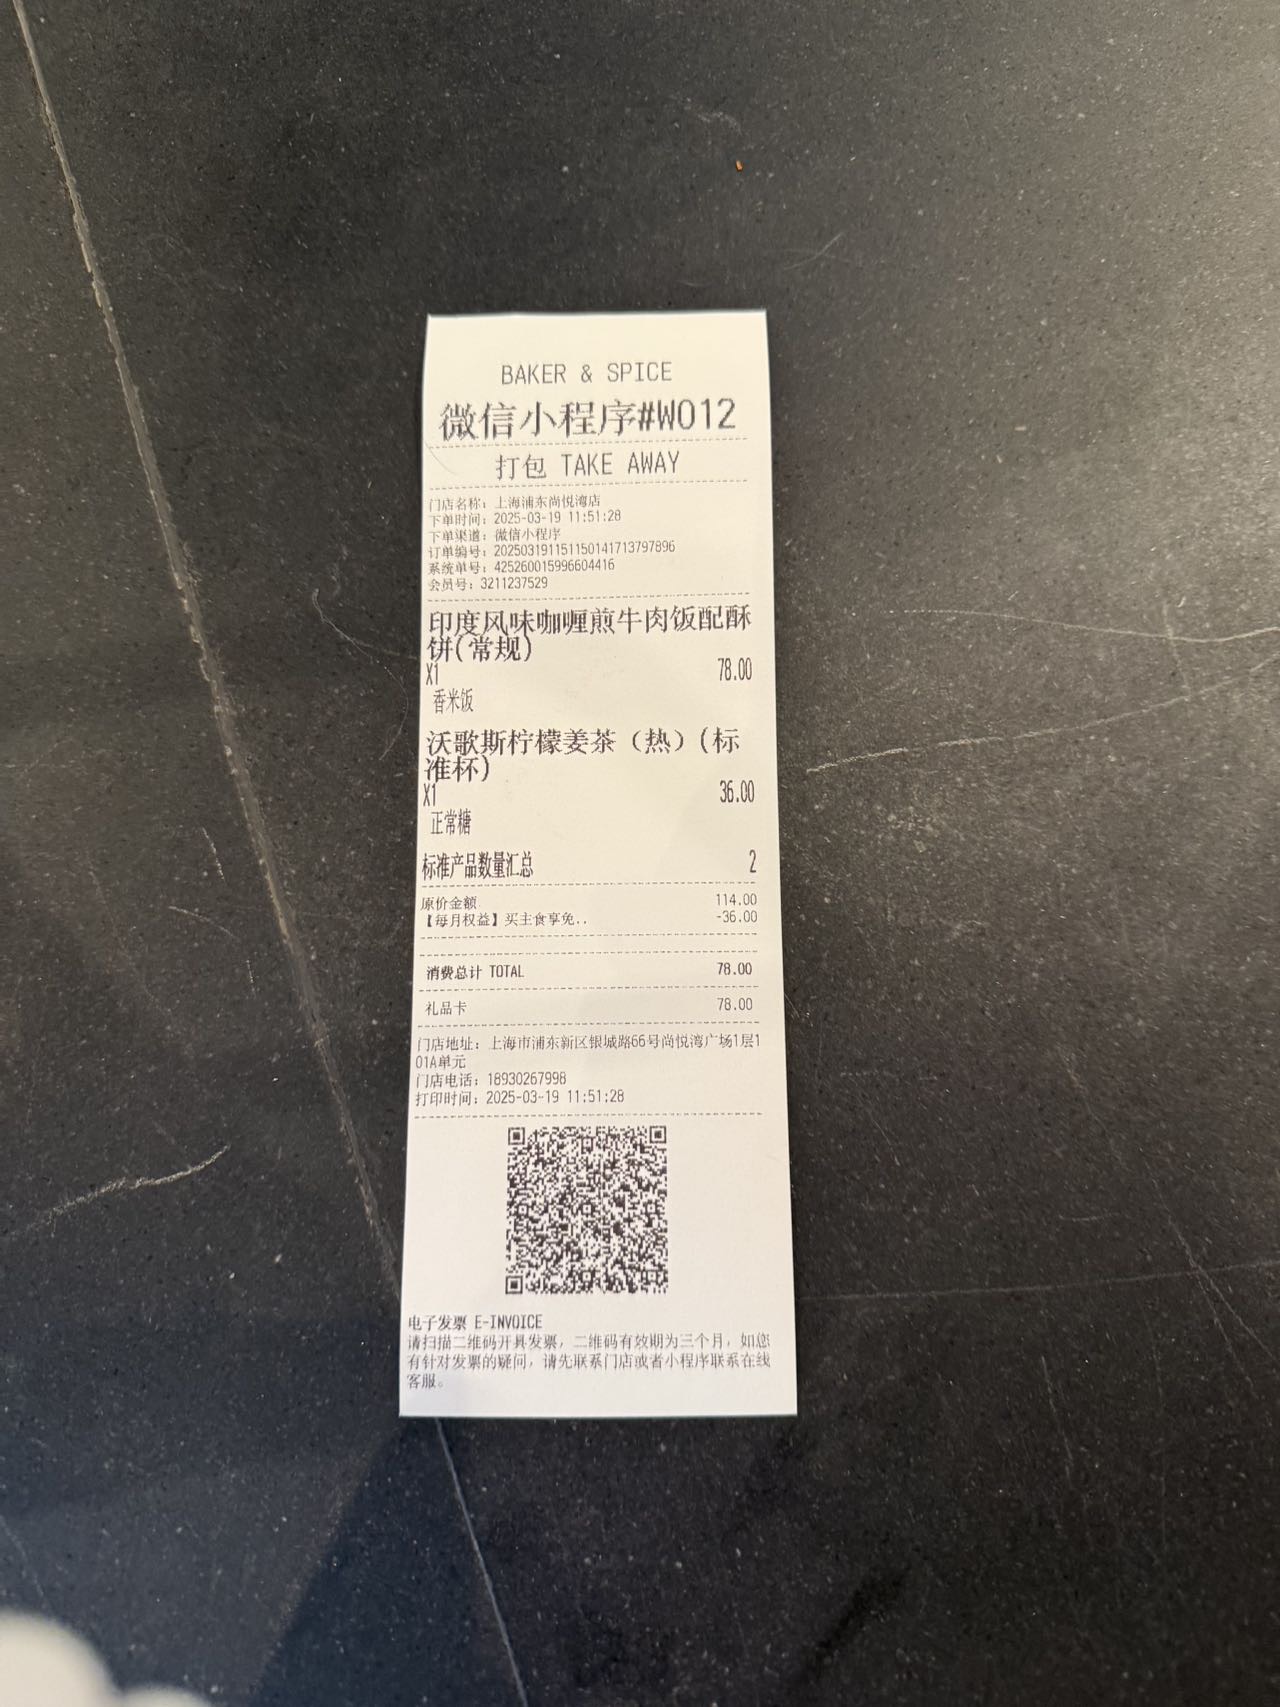 BAKER & SPICE
微信小程序#W012
打包 TAKE AWAY
门店名称：上海浦东尚悦湾店
下单时间：2025-03-19 11:51:28
下单渠道：微信小程序
订单编号：202503191151150141713797896
系统单号：425260015996604416
会员号：3211237529
印度风味咖喱煎牛肉饭配酥
饼(常规)
X1 78.00
香米饭
沃歌斯柠檬姜茶（热）(标
准杯)
X1 36.00
正常糖
标准产品数量汇总 2
原价金额 114.00
【每月权益】买主食享免.. -36.00
消费总计 TOTAL 78.00
礼品卡 78.00
门店地址：上海市浦东新区银城路66号尚悦湾广场1层1
01A单元
门店电话：18930267998
打印时间：2025-03-19 11:51:28
电子发票 E-INVOICE
请扫描二维码开具发票，二维码有效期为三个月，如您
有针对发票的疑问，请先联系门店或者小程序联系在线
客服。